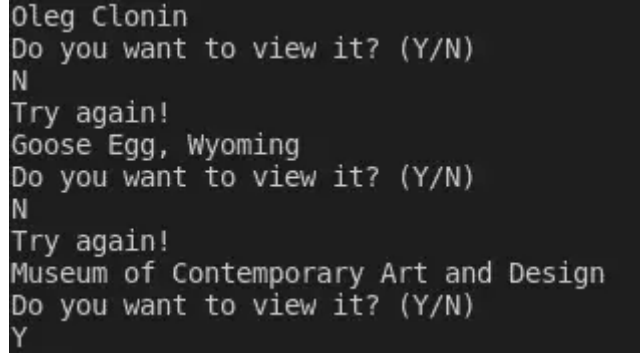 Oleg Clonin
Do you want to view it? (Y/N)
N
Try again!
Goose Egg, Wyoming
Do you want to view it? (Y/N)
N
Try again!
Museum of Contemporary Art and Design
Do you want to view it? (Y/N)
Y